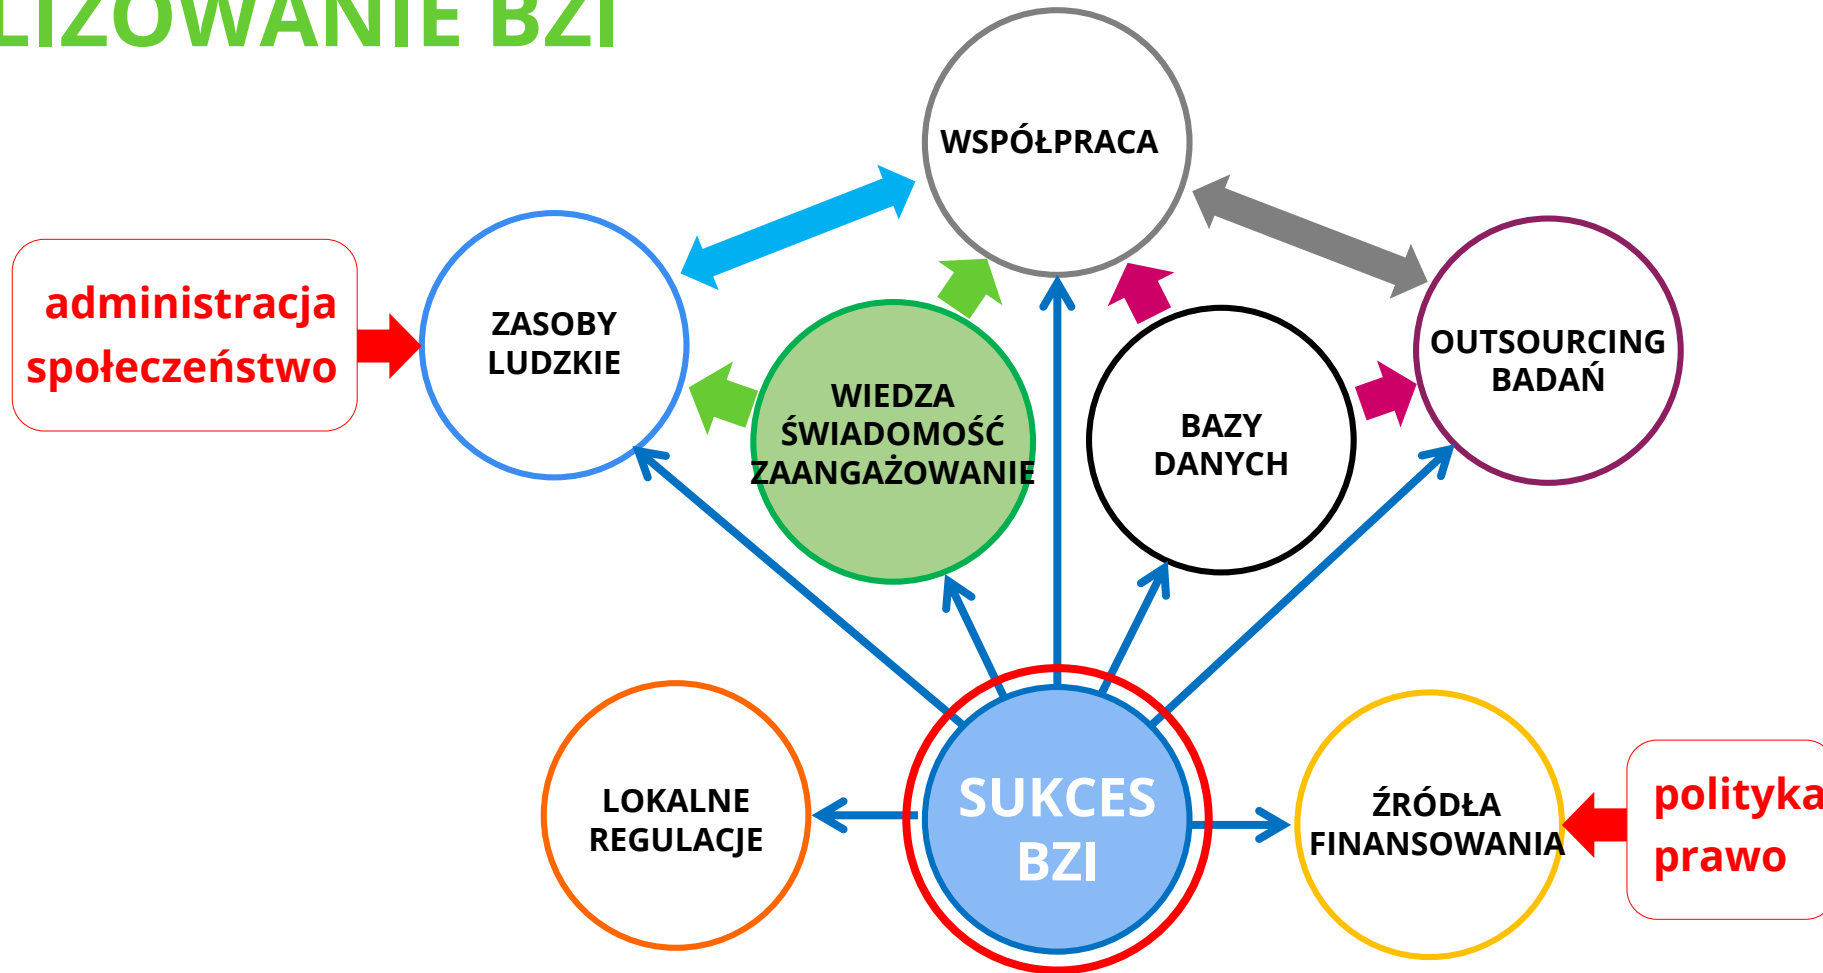 LIZOWANIE BZI
WSPÓŁPRACA
administracja
społeczeństwo
ZASOBY
LUDZKIE
WIEDZA
ŚWIADOMOŚĆ
ZAANGAŻOWANIE
BAZY
DANYCH
OUTSOURCING
BADAŃ
LOKALNE
REGULACJE
SUKCES
BZI
ŹRÓDŁA
FINANSOWANIA
polityka
prawo